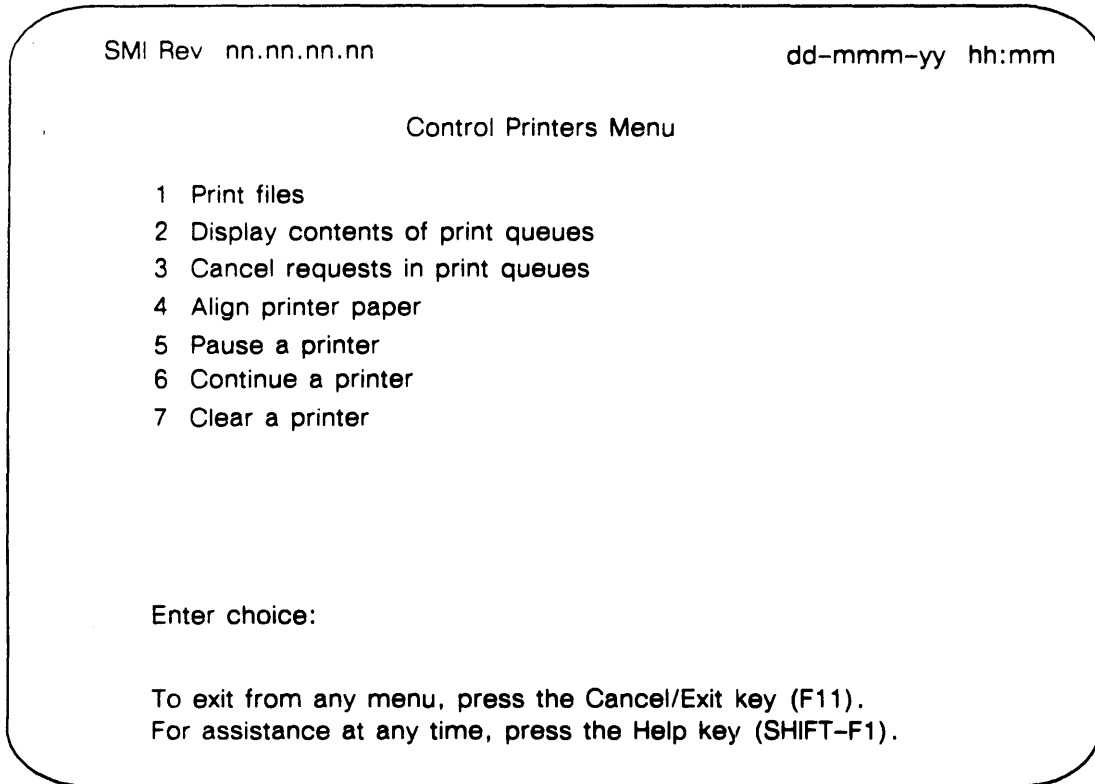 SMI Rev nn.nn.nn.nn dd-mmm-yy hh:mm
Control Printers Menu
1 Print files
2 Display contents of print queues
3 Cancel requests in print queues
4 Align printer paper
5 Pause a printer
6 Continue a printer
7 Clear a printer
Enter choice:
To exit from any menu, press the Cancel/Exit key (F11).
For assistance at any time, press the Help key (SHIFT-F1).